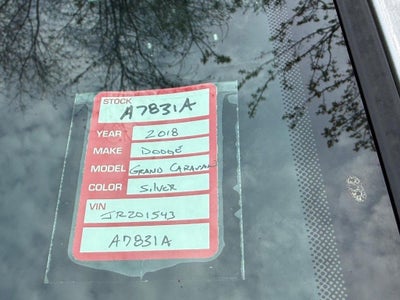 STOCK A7831A
YEAR 2018
MAKE DODGE
MODEL GRAND CARAVAN
COLOR SILVER
VIN
JR201543
A7831A